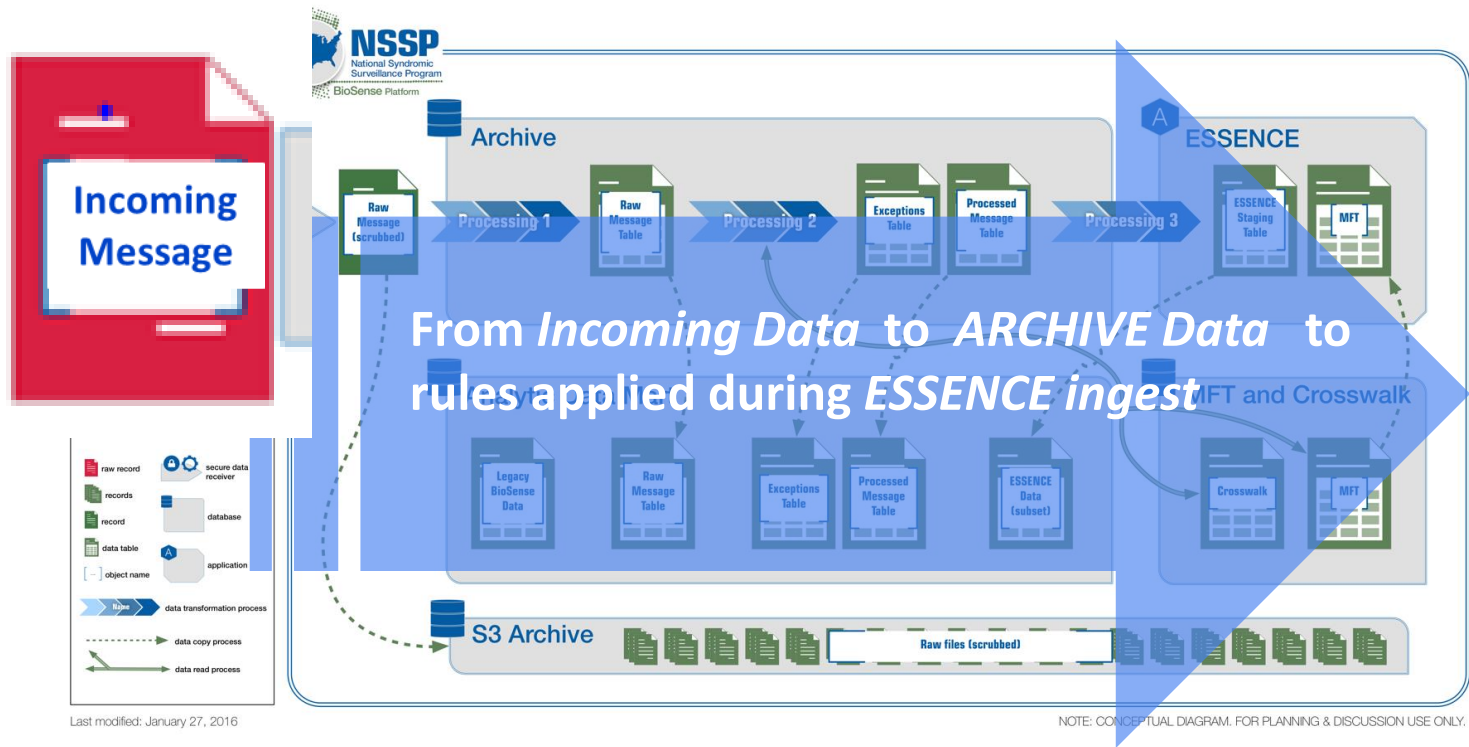 NSSP
National Syndromic
Surveillance Program
BioSense Platform
Incoming
Message
Archive
A
ESSENCE
Raw
Message
(scrubbed)
Processing 1
Raw
Message
Table
Processing 2
Exceptions
Table
Processed
Message
Table
Processing 3
ESSENCE
Staging
Table
MFT
From Incoming Data to ARCHIVE Data to
rules applied during ESSENCE ingest
MFT and Crosswalk
Legacy
BioSense
Data
Raw
Message
Table
Exceptions
Table
Processed
Message
Table
ESSENCE
Data
(subset)
Crosswalk
MFT
S3 Archive
Raw files (scrubbed)
raw record
secure data
receiver
records
record
database
data table
A
application
[ ... ] object name
Name
data transformation process
data copy process
data read process
Last modified: January 27, 2016
NOTE: CONCEPTUAL DIAGRAM. FOR PLANNING & DISCUSSION USE ONLY.